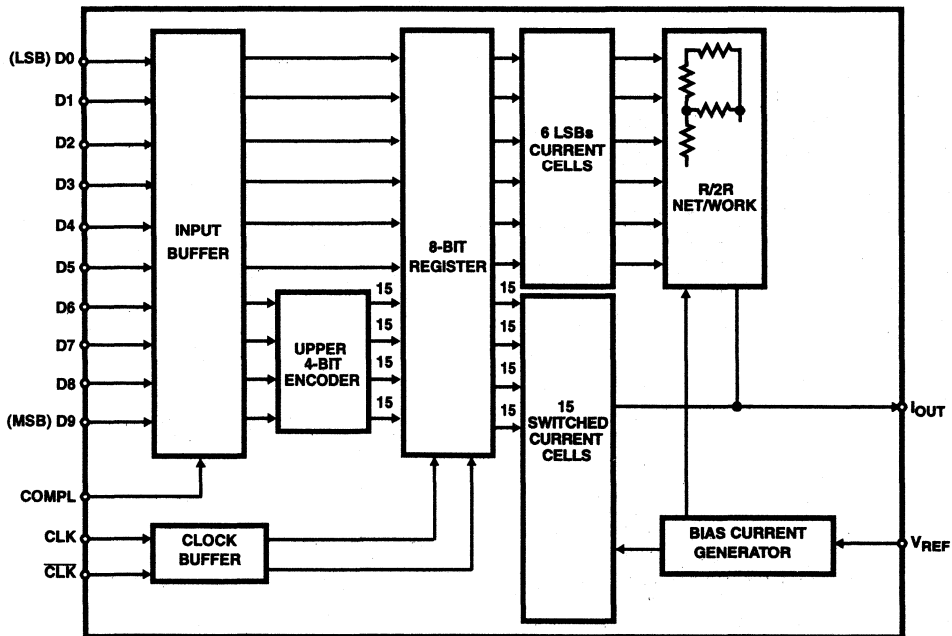 (LSB) D0
D1
D2
D3
D4
D5
D6
D7
D8
(MSB) D9
COMPL
CLK
CLK
INPUT
BUFFER
CLOCK
BUFFER
UPPER
4-BIT
ENCODER
15
15
15
15
8-BIT
REGISTER
15
15
15
15
6 LSBs
CURRENT
CELLS
15
SWITCHED
CURRENT
CELLS
R/2R
NET/WORK
BIAS CURRENT
GENERATOR
IOUT
VREF